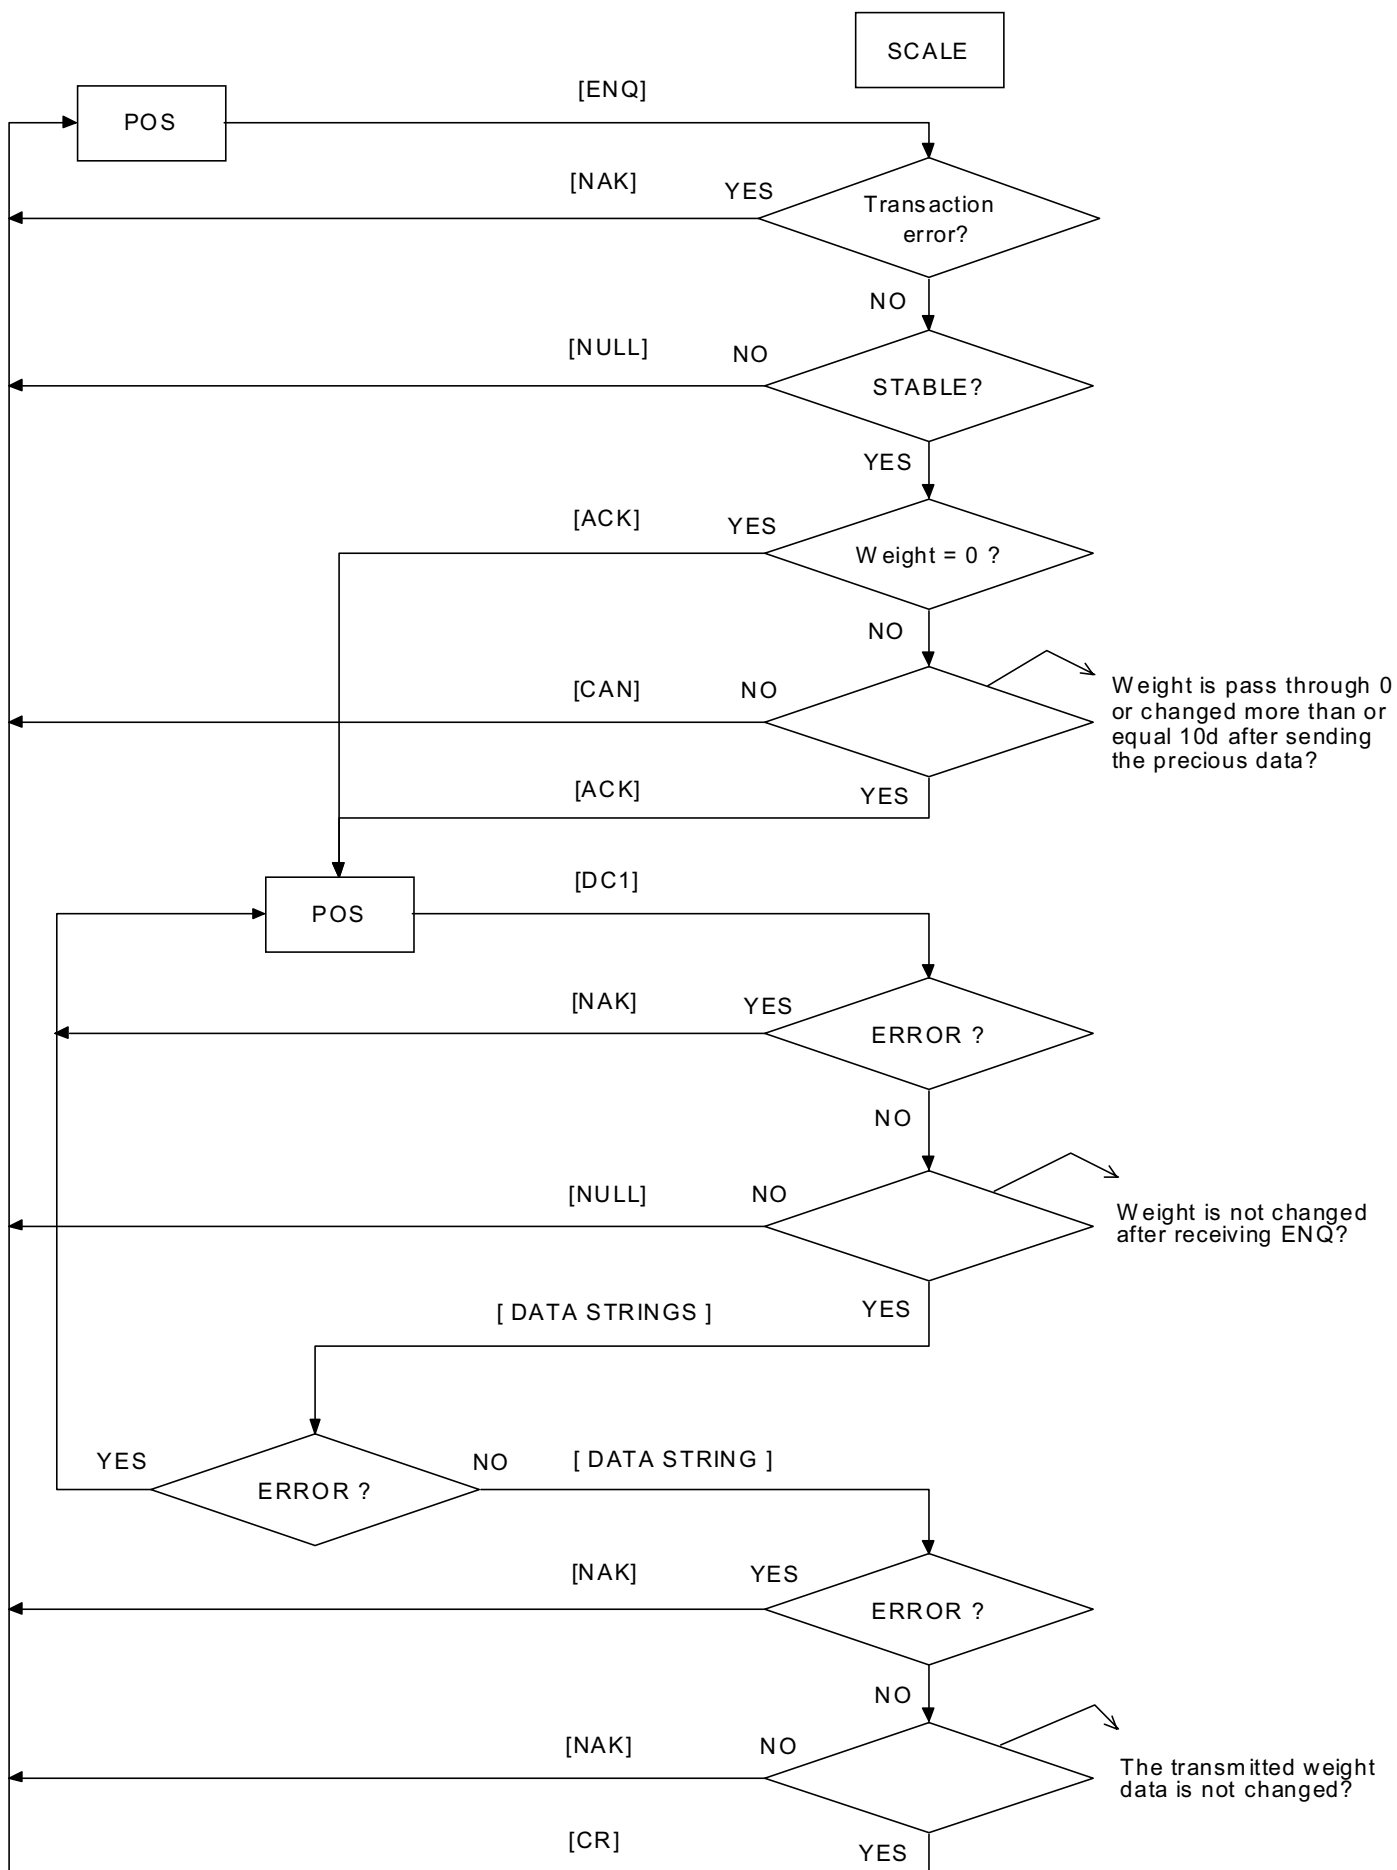 SCALE
[ENQ]
POS
[NAK]
YES
Transaction
error?
NO
[NULL]
NO
STABLE?
YES
[ACK]
YES
Weight = 0 ?
NO
[CAN]
NO
Weight is pass through 0
or changed more than or
equal 10d after sending
the precious data?
[ACK]
YES
[DC1]
POS
[NAK]
YES
ERROR ?
NO
[NULL]
NO
Weight is not changed
after receiving ENQ?
[ DATA STRINGS ]
YES
YES
ERROR ?
NO
[ DATA STRING ]
[NAK]
YES
ERROR ?
NO
[NAK]
NO
The transmitted weight
data is not changed?
[CR]
YES